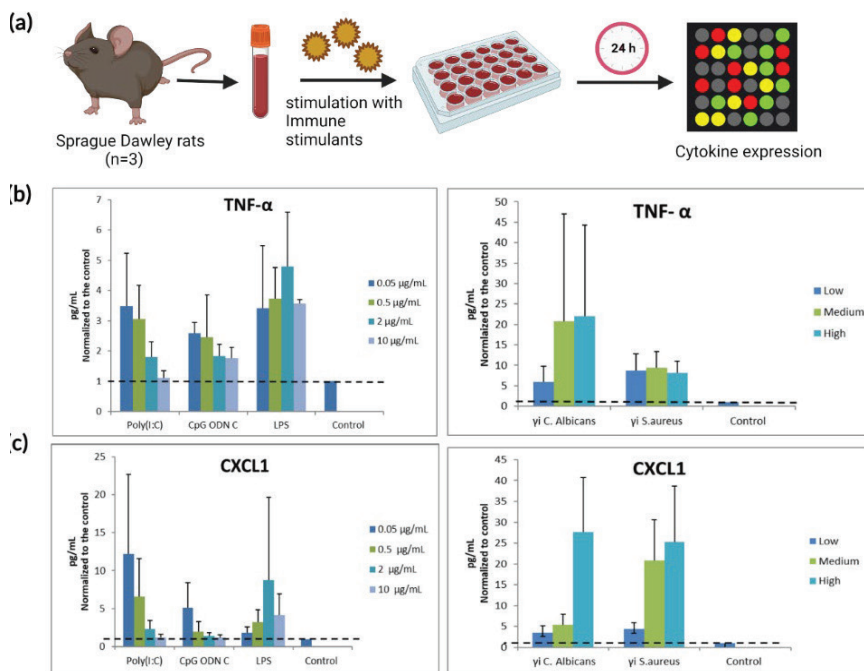 (a)
24 h
stimulation with
Immune
stimulants
Sprague Dawley rats
(n=3)
Cytokine expression
(b)
TNF-α
pg/mL
Normalized to the control
7
6
5
4
3
2
1
0
0.05 µg/mL
0.5 µg/mL
2 µg/mL
10 µg/mL
Poly(I:C) CpG ODN C LPS Control
TNF- α
pg/mL
Normalized to the control
50
45
40
35
30
25
20
15
10
5
0
Low
Medium
High
γi C. Albicans γi S.aureus Control
(c)
CXCL1
pg/mL
Normalized to the control
25
20
15
10
5
0
0.05 µg/mL
0.5 µg/mL
2 µg/mL
10 µg/mL
Poly(I:C) CpG ODN C LPS Control
CXCL1
pg/mL
Normalized to control
45
40
35
30
25
20
15
10
5
0
Low
Medium
High
γi C. Albicans γi S.aureus Control